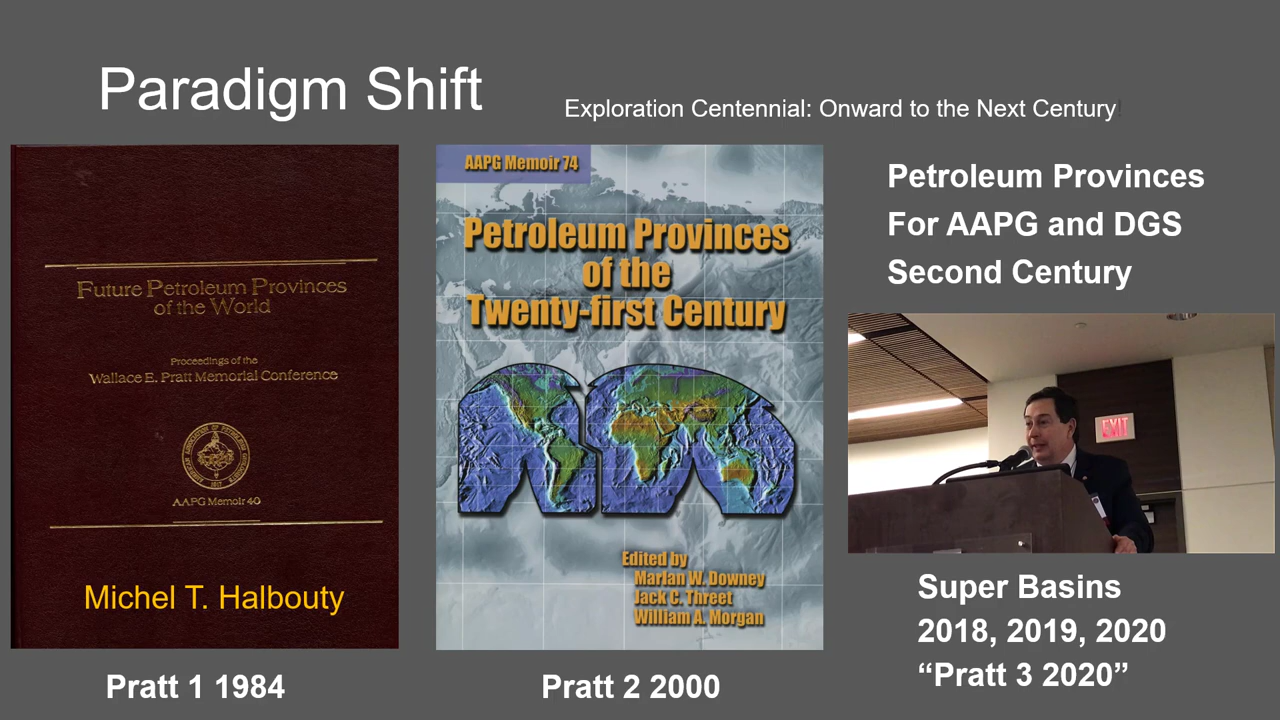 Paradigm Shift
Exploration Centennial: Onward to the Next Century!
Future Petroleum Provinces
of the World
Proceedings of the
Wallace E. Pratt Memorial Conference
AAPG Memoir 40
Michel T. Halbouty
Pratt 1 1984
AAPG Memoir 74
Petroleum Provinces
of the
Twenty-first Century
Edited by
Marlan W. Downey
Jack C. Threet
William A. Morgan
Pratt 2 2000
Petroleum Provinces
For AAPG and DGS
Second Century
EXIT
Super Basins
2018, 2019, 2020
“Pratt 3 2020”